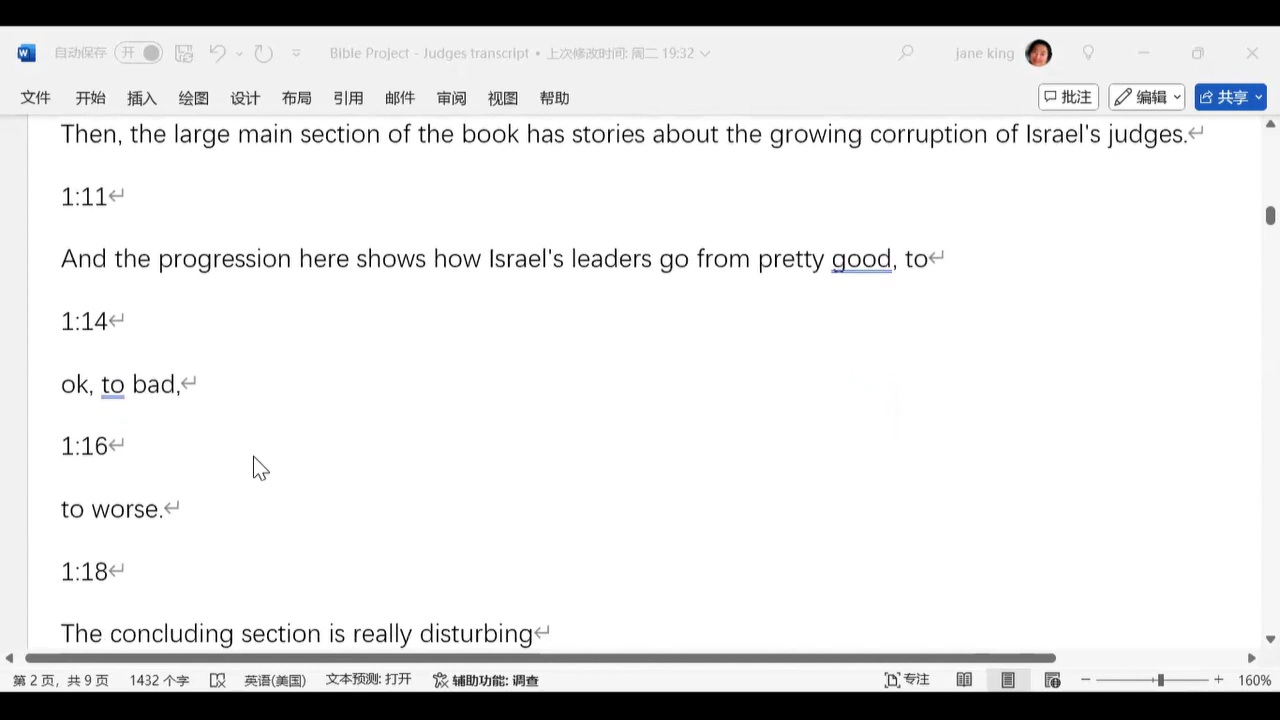 自动保存 开 Bible Project - Judges transcript • 上次修改时间: 周二 19:32 jane king
文件 开始 插入 绘图 设计 布局 引用 邮件 审阅 视图 帮助 批注 编辑 共享
Then, the large main section of the book has stories about the growing corruption of Israel's judges.↵
1:11↵
And the progression here shows how Israel's leaders go from pretty good, to↵
1:14↵
ok, to bad,↵
1:16↵
to worse.↵
1:18↵
The concluding section is really disturbing↵
第 2 页，共 9 页 1432 个字 英语(美国) 文本预测: 打开 辅助功能: 调查 专注 160%